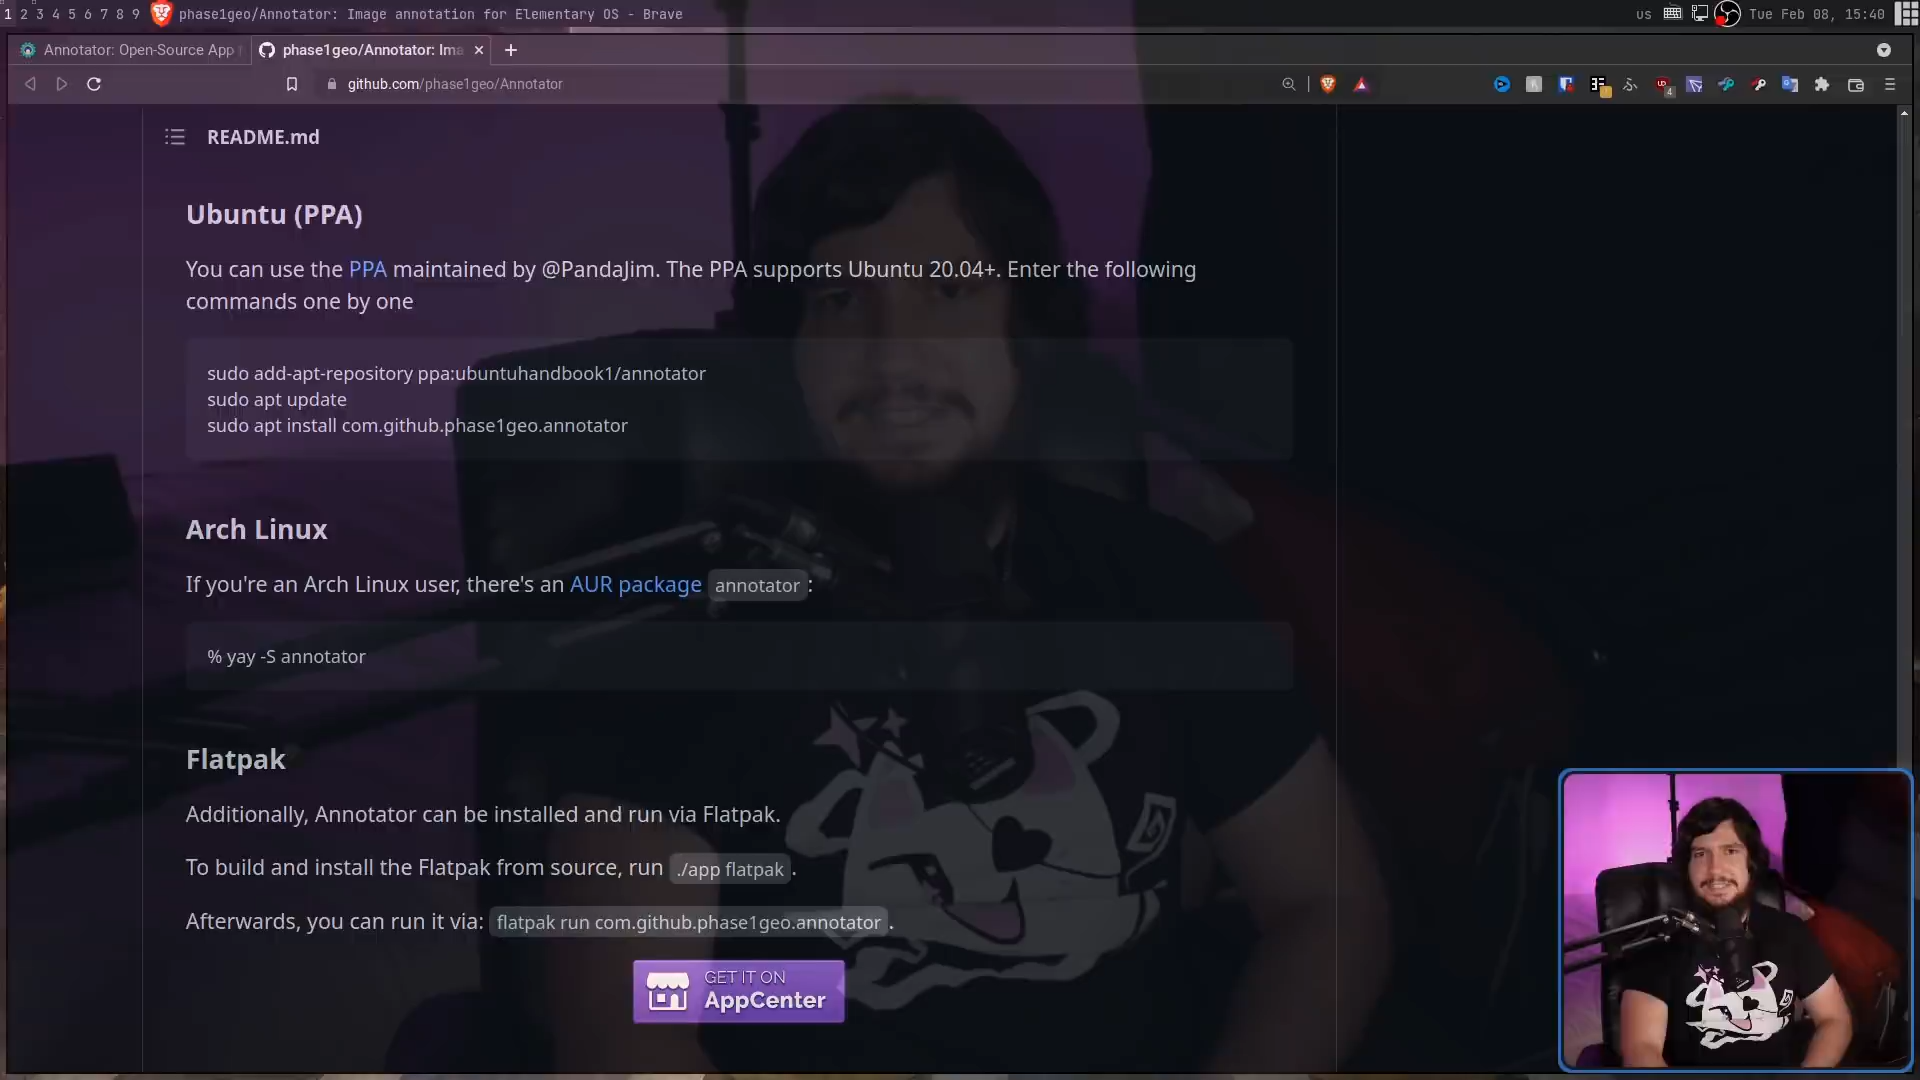 1 2 3 4 5 6 7 8 9 phase1geo/Annotator: Image annotation for Elementary OS - Brave us Tue Feb 08, 15:40
Annotator: Open-Source App phase1geo/Annotator: Ima
github.com/phase1geo/Annotator
README.md
Ubuntu (PPA)
You can use the PPA maintained by @PandaJim. The PPA supports Ubuntu 20.04+. Enter the following
commands one by one
sudo add-apt-repository ppa:ubuntuhandbook1/annotator
sudo apt update
sudo apt install com.github.phase1geo.annotator
Arch Linux
If you're an Arch Linux user, there's an AUR package annotator :
% yay -S annotator
Flatpak
Additionally, Annotator can be installed and run via Flatpak.
To build and install the Flatpak from source, run ./app flatpak .
Afterwards, you can run it via: flatpak run com.github.phase1geo.annotator .
GET IT ON
AppCenter